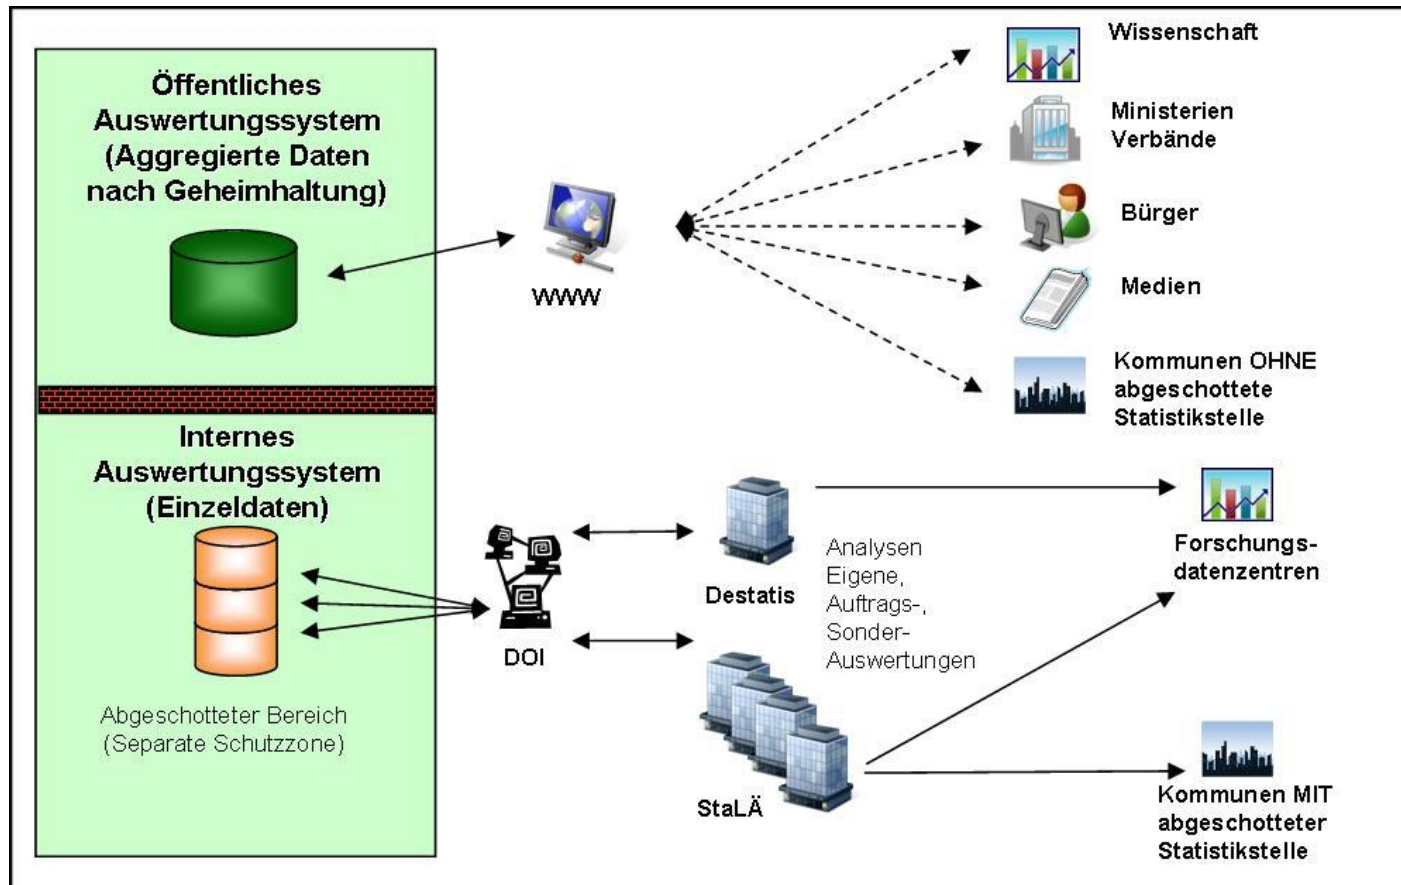 Öffentliches
Auswertungssystem
(Aggregierte Daten
nach Geheimhaltung)
WWW
Wissenschaft
Ministerien
Verbände
Bürger
Medien
Kommunen OHNE
abgeschottete
Statistikstelle
Internes
Auswertungssystem
(Einzeldaten)
Abgeschotteter Bereich
(Separate Schutzzone)
DOI
Destatis
StaLÄ
Analysen
Eigene,
Auftrags-,
Sonder-
Auswertungen
Forschungs-
datenzentren
Kommunen MIT
abgeschotteter
Statistikstelle